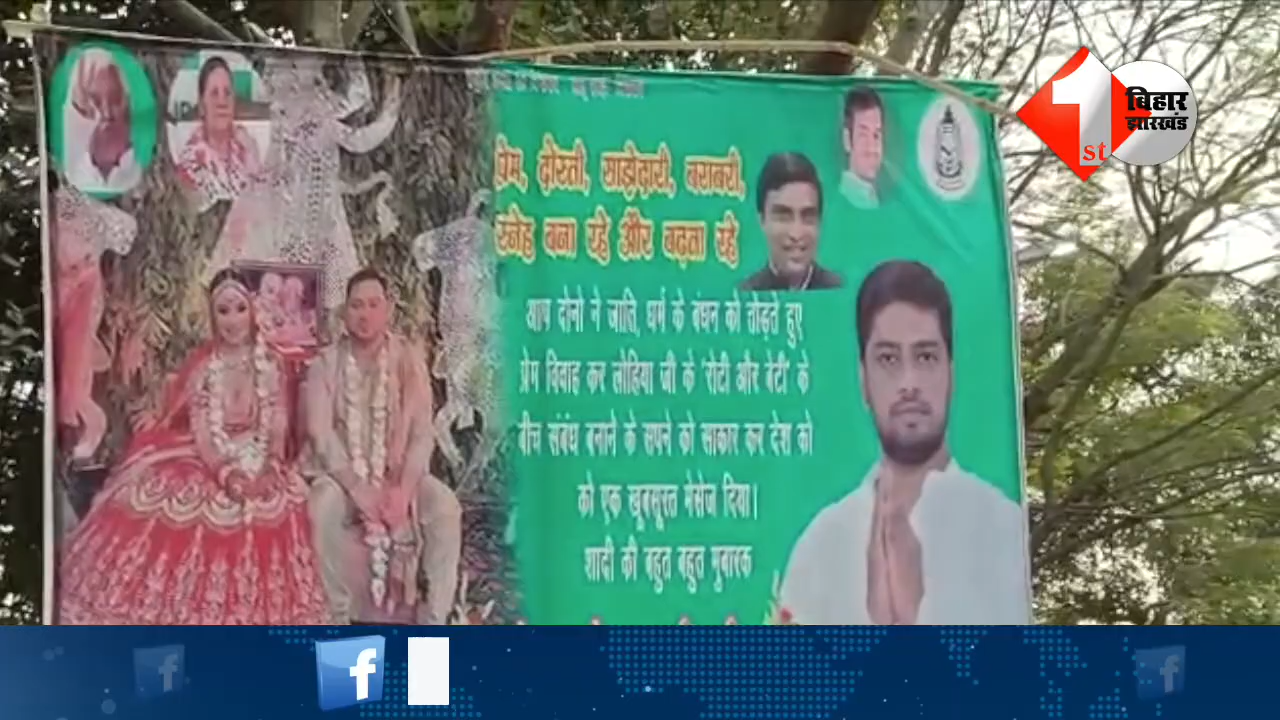 1st
बिहार
झारखंड
प्रेम, दोस्ती, साझेदारी, बराबरी,
स्नेह बना रहे और बढ़ता रहे
आप दोनो ने जाति, धर्म के बंधन को तोड़ते हुए
प्रेम विवाह कर लोहिया जी के 'रोटी और बेटी' के
बीच संबंध बनाने के सपने को साकार कर देश को
को एक खूबसूरत मेसेज दिया।
शादी की बहुत बहुत मुबारक